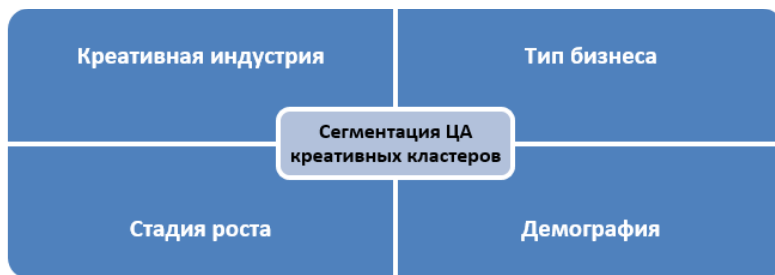 Креативная индустрия
Тип бизнеса
Сегментация ЦА
креативных кластеров
Стадия роста
Демография